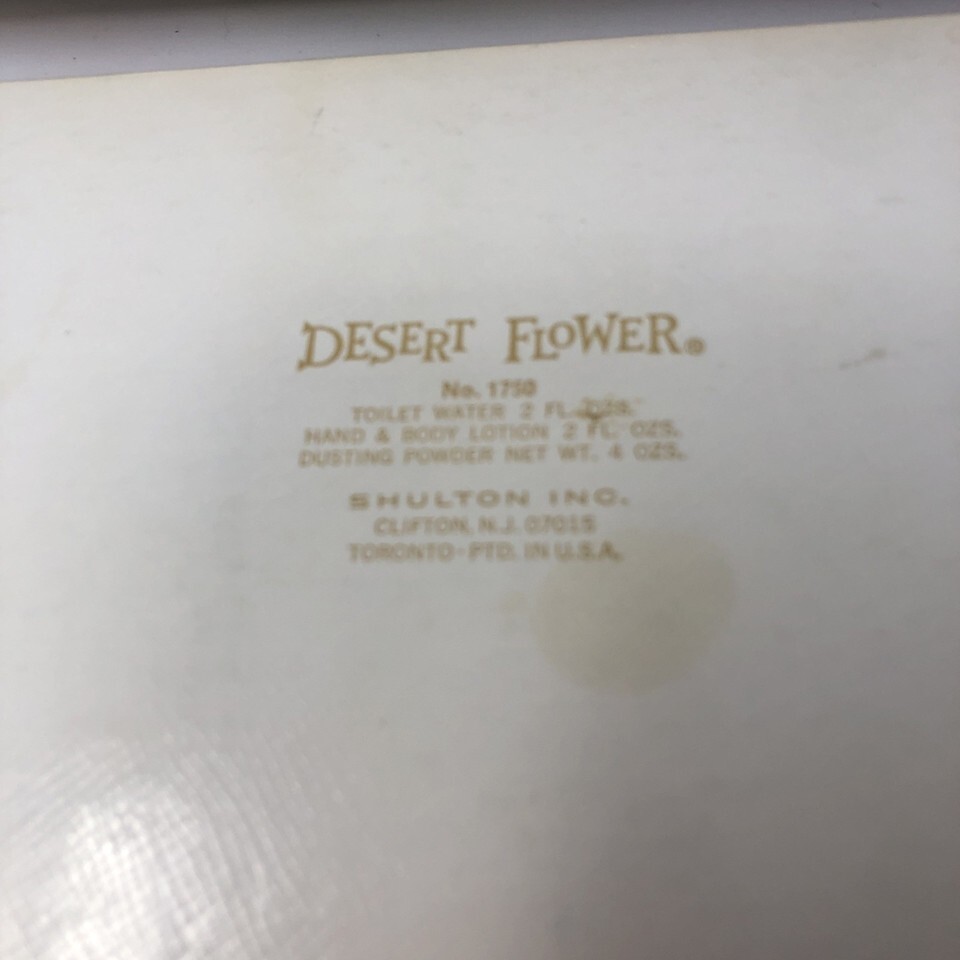 DESERT FLOWER®
No. 1750
TOILET WATER 2 FL. OZS.
HAND & BODY LOTION 2 FL. OZS.
DUSTING POWDER NET WT. 4 OZS.
SHULTON INC.
CLIFTON, N.J. 07015
TORONTO · PTD. IN U.S.A.